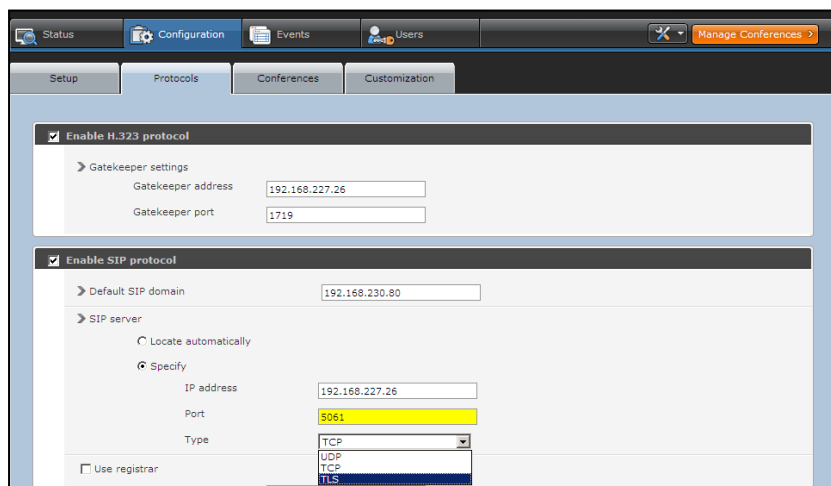 Status Configuration Events Users Manage Conferences >
Setup Protocols Conferences Customization
Enable H.323 protocol
Gatekeeper settings
Gatekeeper address 192.168.227.26
Gatekeeper port 1719
Enable SIP protocol
Default SIP domain 192.168.230.80
SIP server
Locate automatically
Specify
IP address 192.168.227.26
Port 5061
Type TCP
UDP
TCP
Use registrar TLS